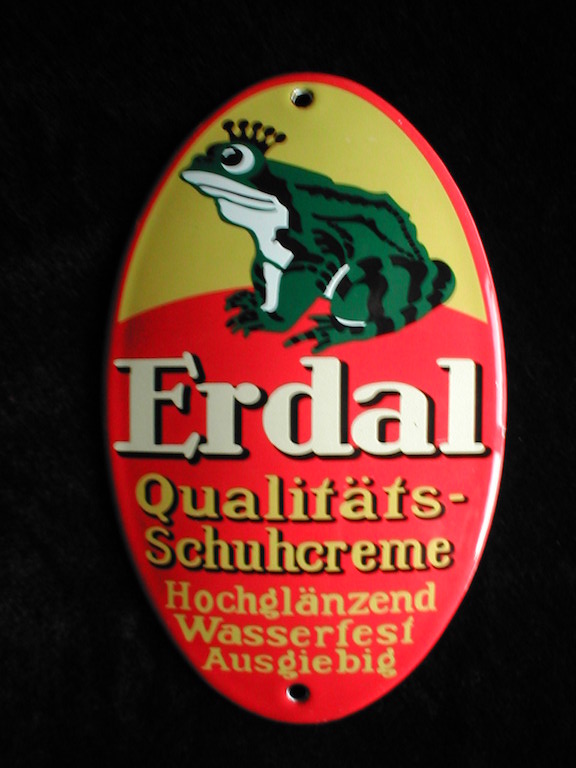 Erdal
Qualitäts-
Schuhcreme
Hochglänzend
Wasserfest
Ausgiebig